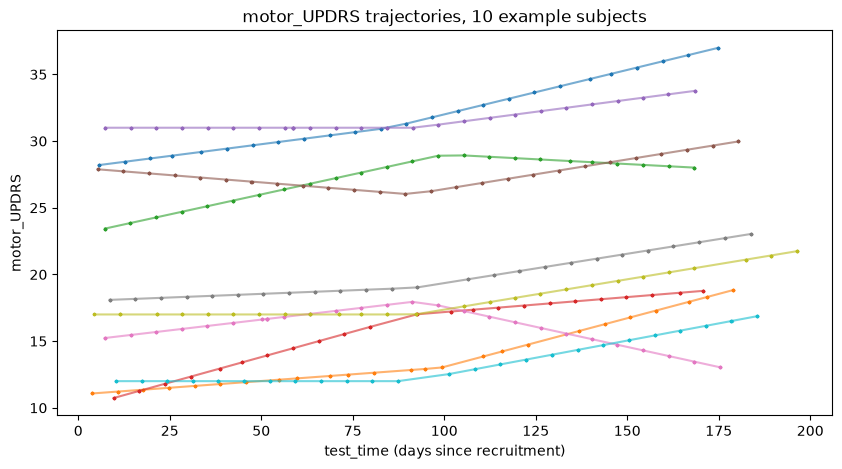 motor_UPDRS trajectories, 10 example subjects
motor_UPDRS
35
30
25
20
15
10
0 25 50 75 100 125 150 175 200
test_time (days since recruitment)